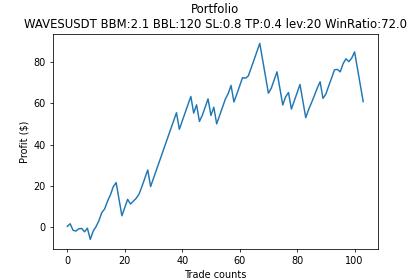 Portfolio
WAVESUSDT BBM:2.1 BBL:120 SL:0.8 TP:0.4 lev:20 WinRatio:72.0
Profit ($)
80
60
40
20
0
0 20 40 60 80 100
Trade counts